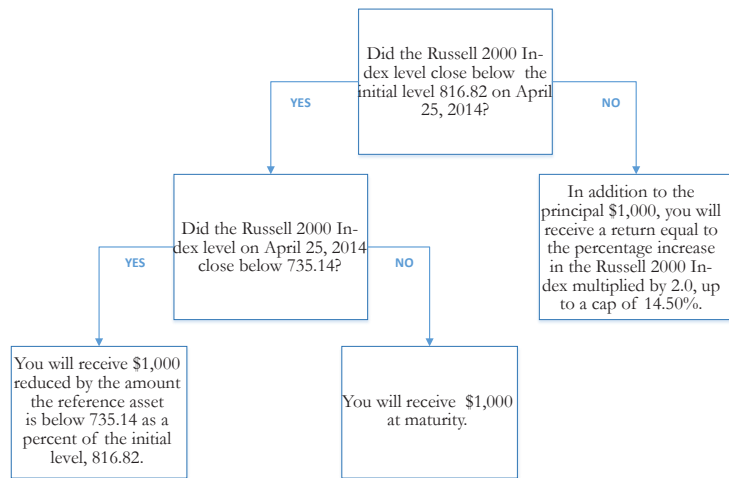 Did the Russell 2000 In-
dex level close below the
initial level 816.82 on April
25, 2014?
YES
NO
Did the Russell 2000 In-
dex level on April 25, 2014
close below 735.14?
In addition to the
principal $1,000, you will
receive a return equal to
the percentage increase
in the Russell 2000 In-
dex multiplied by 2.0, up
to a cap of 14.50%.
YES
NO
You will receive $1,000
reduced by the amount
the reference asset
is below 735.14 as a
percent of the initial
level, 816.82.
You will receive $1,000
at maturity.